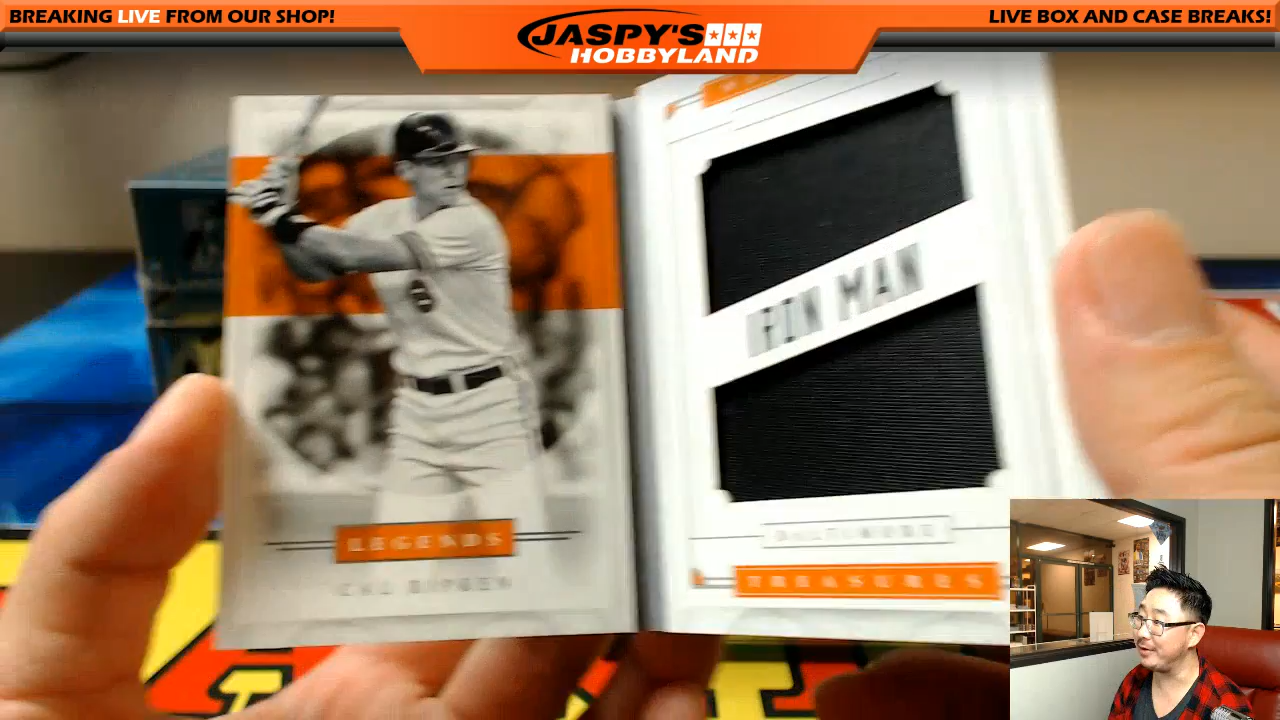 BREAKING LIVE FROM OUR SHOP!
JASPY'S
HOBBYLAND
LIVE BOX AND CASE BREAKS!
8
LEGENDS
CAL RIPKEN
IRON MAN
BALTIMORE
TREASURES